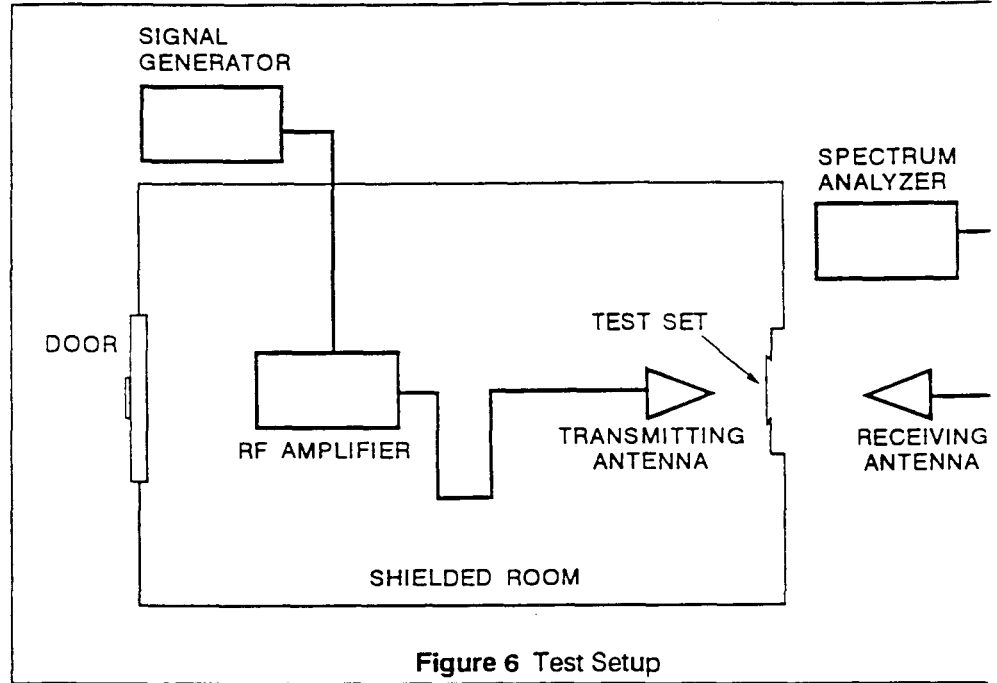 SIGNAL
GENERATOR
SPECTRUM
ANALYZER
TEST SET
DOOR
RF AMPLIFIER
TRANSMITTING
ANTENNA
RECEIVING
ANTENNA
SHIELDED ROOM
Figure 6 Test Setup